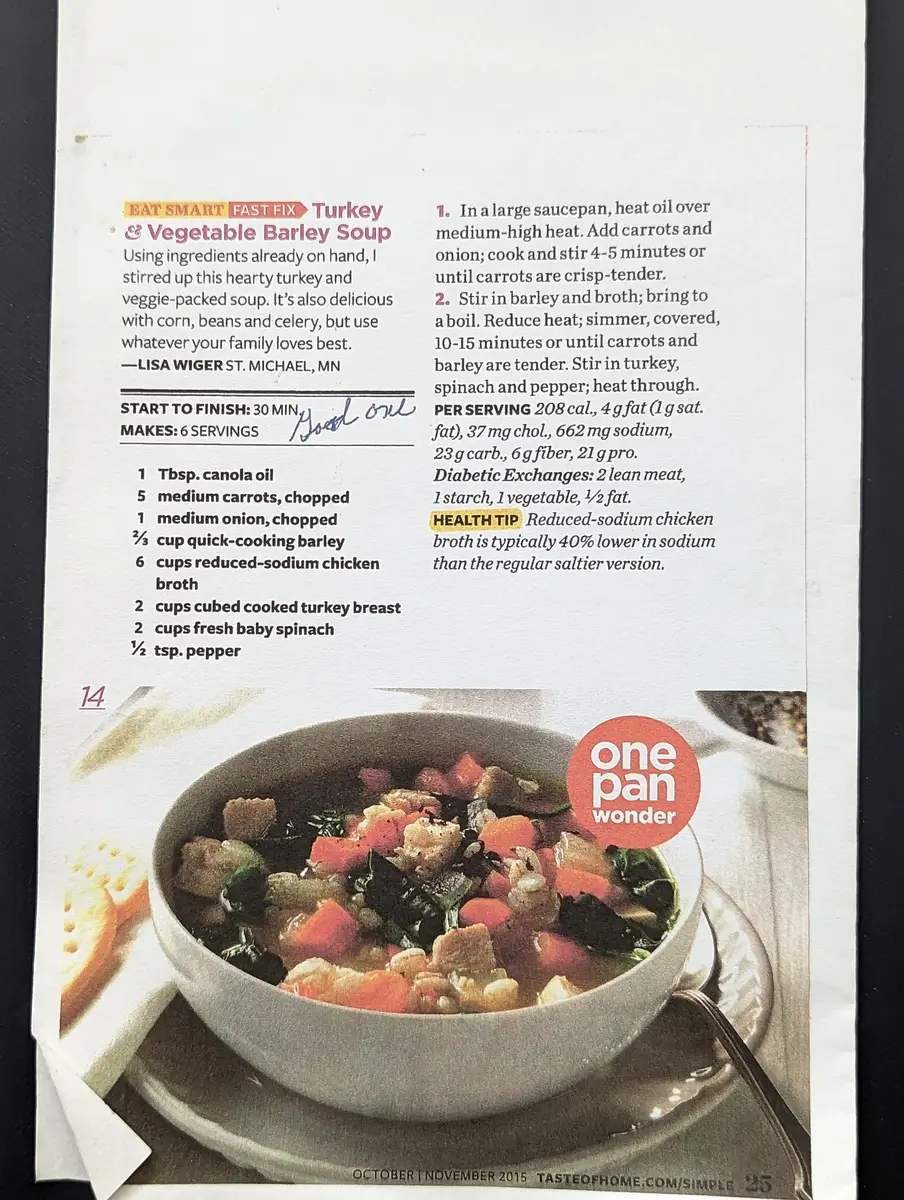 EAT SMART FAST FIX Turkey
& Vegetable Barley Soup
Using ingredients already on hand, I
stirred up this hearty turkey and
veggie-packed soup. It's also delicious
with corn, beans and celery, but use
whatever your family loves best.
—LISA WIGER ST. MICHAEL, MN
START TO FINISH: 30 MIN.
MAKES: 6 SERVINGS
Good one
1 Tbsp. canola oil
5 medium carrots, chopped
1 medium onion, chopped
⅔ cup quick-cooking barley
6 cups reduced-sodium chicken
broth
2 cups cubed cooked turkey breast
2 cups fresh baby spinach
½ tsp. pepper
1. In a large saucepan, heat oil over
medium-high heat. Add carrots and
onion; cook and stir 4-5 minutes or
until carrots are crisp-tender.
2. Stir in barley and broth; bring to
a boil. Reduce heat; simmer, covered,
10-15 minutes or until carrots and
barley are tender. Stir in turkey,
spinach and pepper; heat through.
PER SERVING 208 cal., 4 g fat (1 g sat.
fat), 37 mg chol., 662 mg sodium,
23 g carb., 6 g fiber, 21 g pro.
Diabetic Exchanges: 2 lean meat,
1 starch, 1 vegetable, ½ fat.
HEALTH TIP Reduced-sodium chicken
broth is typically 40% lower in sodium
than the regular saltier version.
14
one
pan
wonder
OCTOBER | NOVEMBER 2015 TASTEOFHOME.COM/SIMPLE 25